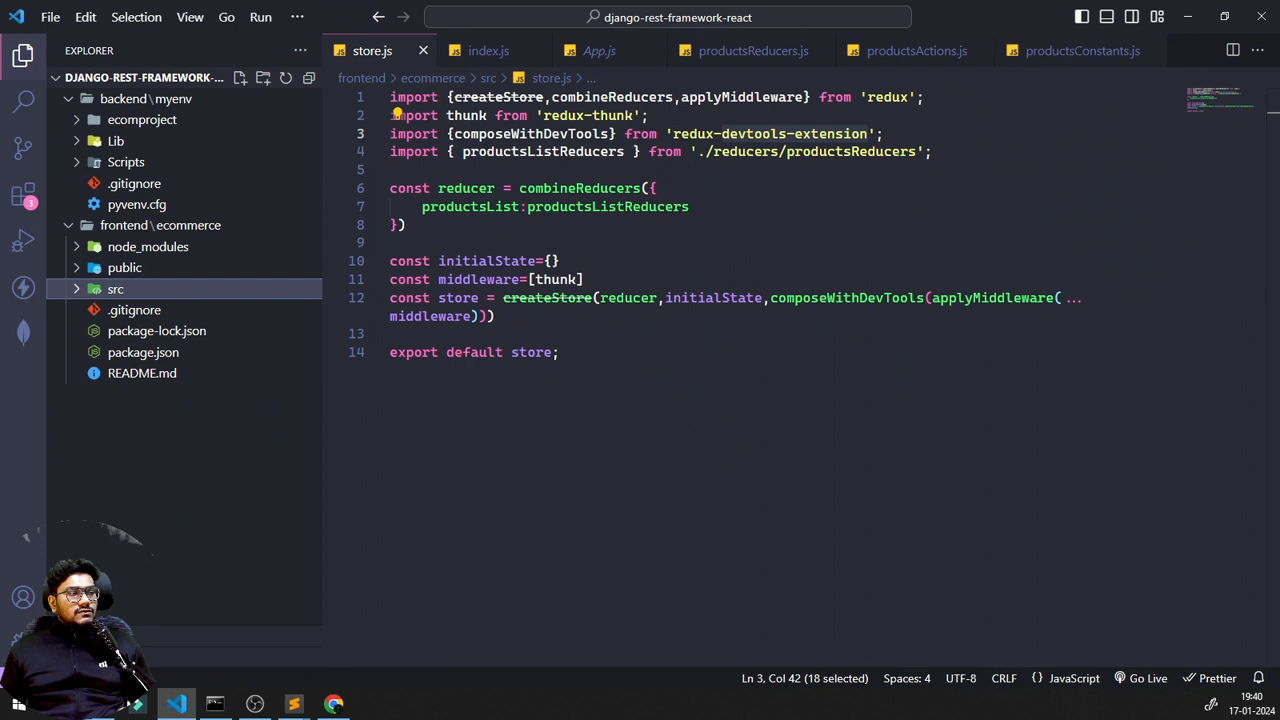 File Edit Selection View Go Run ···
django-rest-framework-react
EXPLORER ···
DJANGO-REST-FRAMEWORK-...
backend\myenv
ecomproject
Lib
Scripts
.gitignore
pyvenv.cfg
frontend\ecommerce
node_modules
public
src
.gitignore
package-lock.json
package.json
README.md
3
store.js index.js App.js productsReducers.js productsActions.js productsConstants.js
frontend > ecommerce > src > store.js > ...
1 import {createStore,combineReducers,applyMiddleware} from 'redux';
2 import thunk from 'redux-thunk';
3 import {composeWithDevTools} from 'redux-devtools-extension';
4 import { productsListReducers } from './reducers/productsReducers';
5
6 const reducer = combineReducers({
7 productsList:productsListReducers
8 })
9
10 const initialState={}
11 const middleware=[thunk]
12 const store = createStore(reducer,initialState,composeWithDevTools(applyMiddleware(...
middleware)))
13
14 export default store;
Ln 3, Col 42 (18 selected) Spaces: 4 UTF-8 CRLF { } JavaScript Go Live Prettier
19:40
17-01-2024